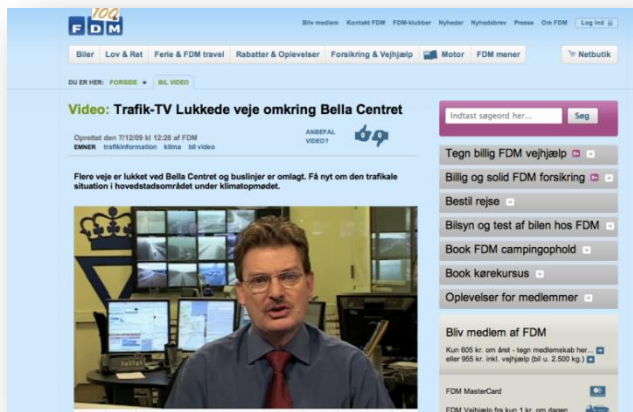 100
FDM
Bliv medlem Kontakt FDM FDM-klubber Nyheder Nyhedsbrev Presse Om FDM Log ind
Biler Lov & Ret Ferie & FDM travel Rabatter & Oplevelser Forsikring & Vejhjælp Motor FDM mener Netbutik
DU ER HER: FORSIDE BIL VIDEO
Video: Trafik-TV Lukkede veje omkring Bella Centret
Oprettet den 7/12/09 kl 12:28 af FDM
EMNER trafikinformation klima bil video
ANBEFAL
VIDEO?
0 0
Flere veje er lukket ved Bella Centret og buslinjer er omlagt. Få nyt om den trafikale
situation i hovedstadsområdet under klimatopmødet.
Indtast søgeord her... Søg
Tegn billig FDM vejhjælp
Billig og solid FDM forsikring
Bestil rejse
Bilsyn og test af bilen hos FDM
Book FDM campingophold
Book kørekursus
Oplevelser for medlemmer
Bliv medlem af FDM
Kun 605 kr. om året - tegn medlemskab her...
eller 955 kr. inkl. vejhjælp (bil u. 2.500 kg.)
FDM MasterCard
FDM Vejhjælp fra kun 1 kr. om dagen